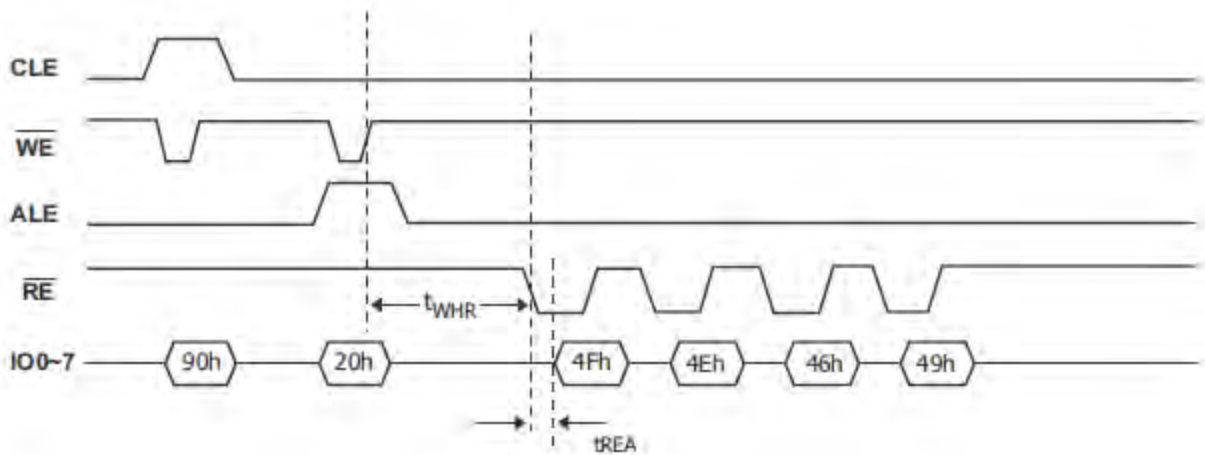 CLE
WE
ALE
RE
tWHR
IO0~7 90h 20h 4Fh 4Eh 46h 49h
tREA